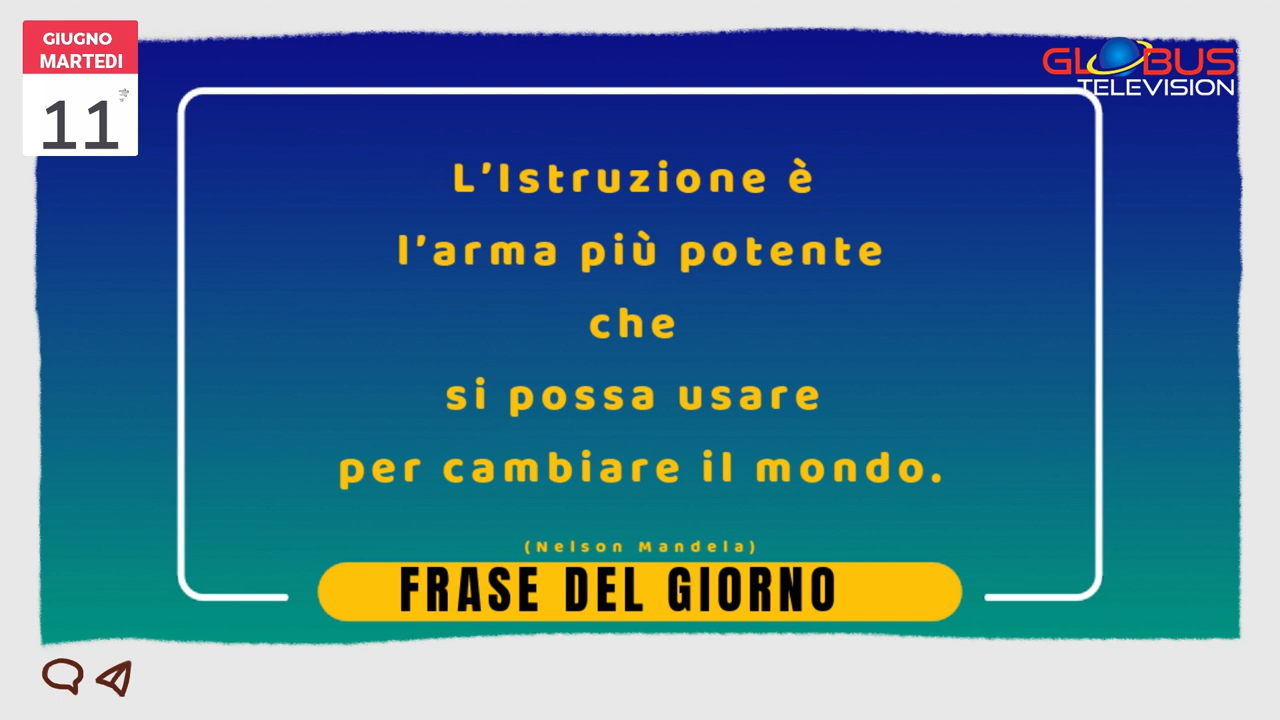 GIUGNO
MARTEDI
11
GLOBUS
TELEVISION
L'Istruzione è
l'arma più potente
che
si possa usare
per cambiare il mondo.
(Nelson Mandela)
FRASE DEL GIORNO